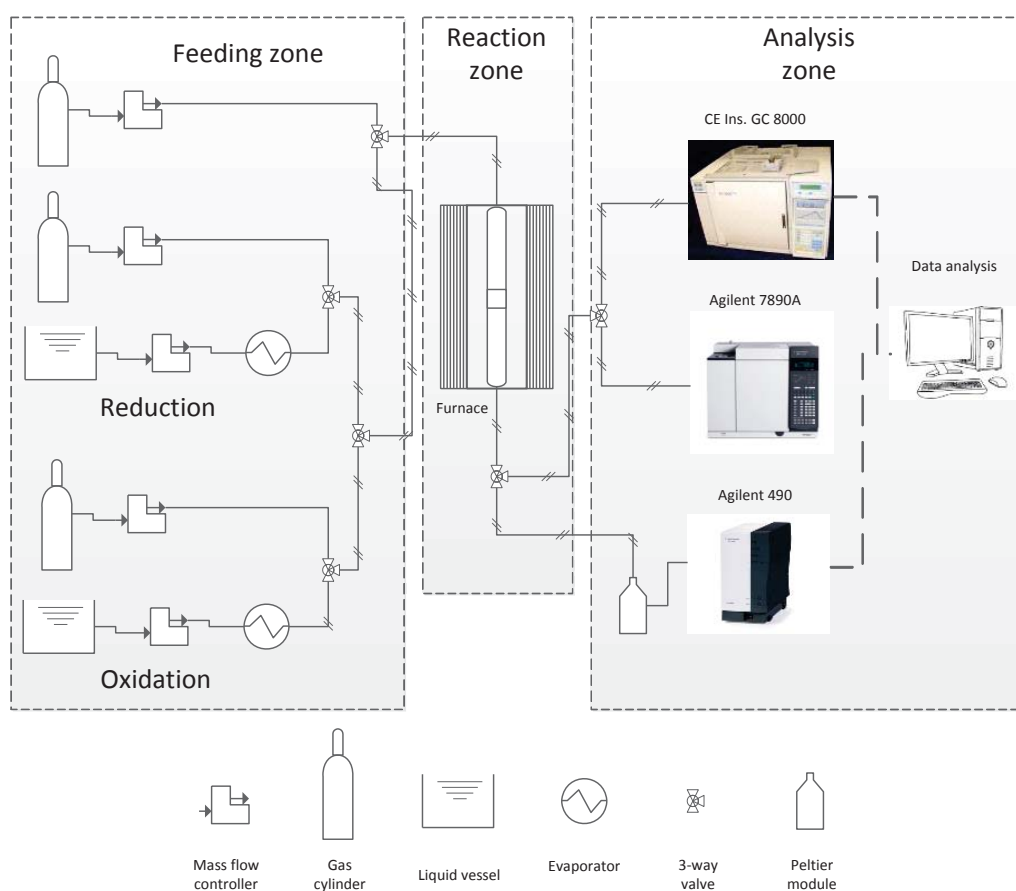 Feeding zone
Reaction
zone
Analysis
zone
CE Ins. GC 8000
Data analysis
Agilent 7890A
Reduction
Furnace
Agilent 490
Oxidation
Mass flow
controller
Gas
cylinder
Liquid vessel
Evaporator
3-way
valve
Peltier
module